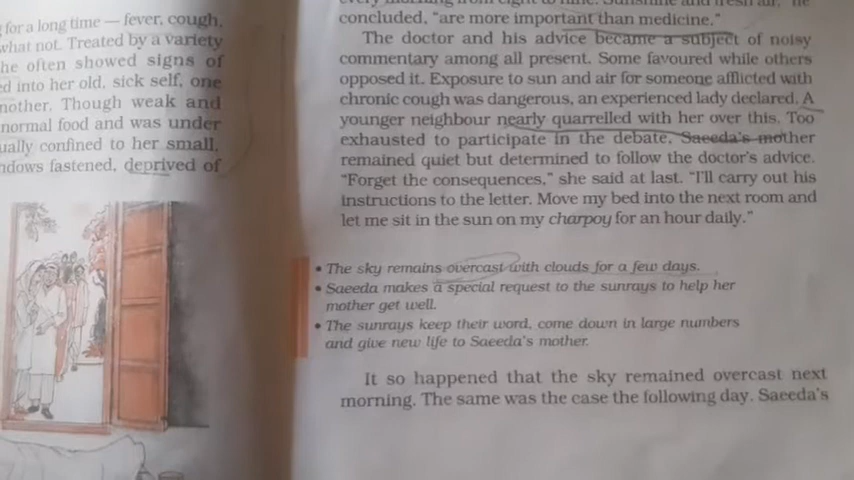 for a long time — fever, cough,
what not. Treated by a variety
he often showed signs of
ed into her old, sick self, one
nother. Though weak and
normal food and was under
ually confined to her small,
ndows fastened, deprived of
concluded, “are more important than medicine.”
The doctor and his advice became a subject of noisy
commentary among all present. Some favoured while others
opposed it. Exposure to sun and air for someone afflicted with
chronic cough was dangerous, an experienced lady declared. A
younger neighbour nearly quarrelled with her over this. Too
exhausted to participate in the debate, Saeeda’s mother
remained quiet but determined to follow the doctor’s advice.
“Forget the consequences,” she said at last. “I’ll carry out his
instructions to the letter. Move my bed into the next room and
let me sit in the sun on my charpoy for an hour daily.”
• The sky remains overcast with clouds for a few days.
• Saeeda makes a special request to the sunrays to help her
mother get well.
• The sunrays keep their word, come down in large numbers
and give new life to Saeeda’s mother.
It so happened that the sky remained overcast next
morning. The same was the case the following day. Saeeda’s